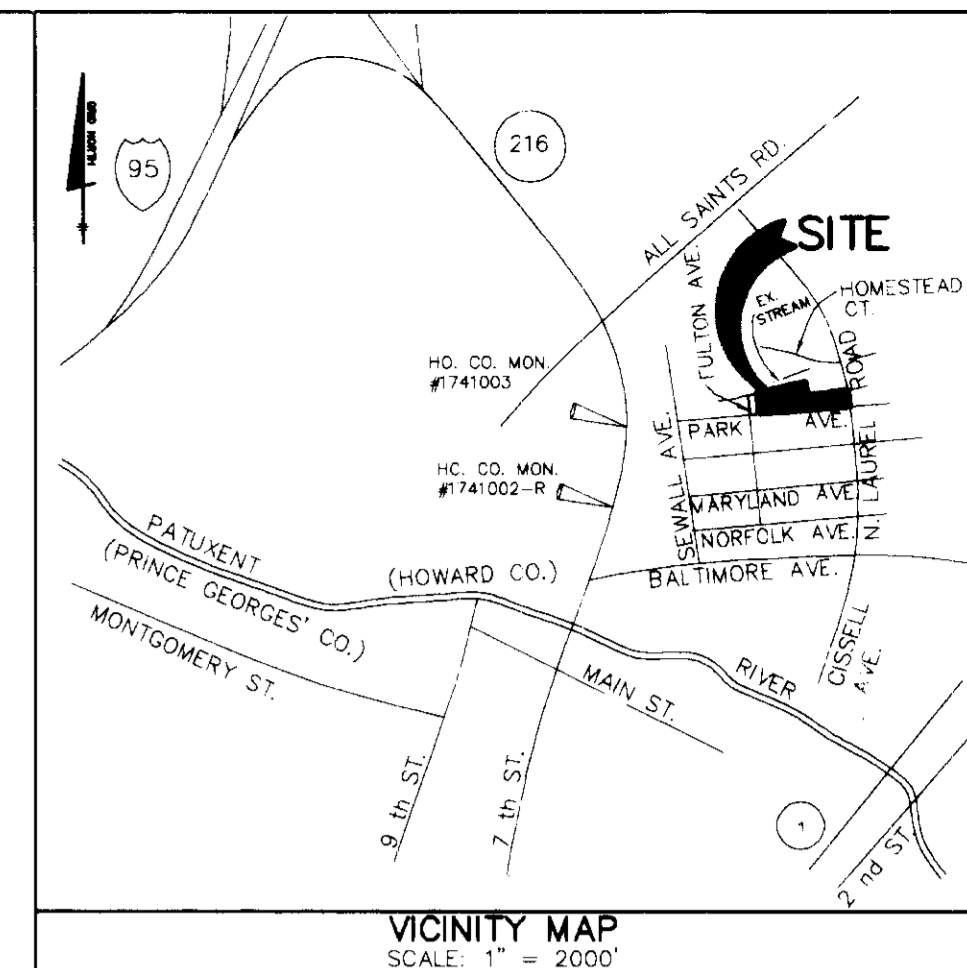 GRID NORTH
95
216
ALL SAINTS RD.
SITE
FULTON AVE.
EX.
STREAM
HOMESTEAD
CT.
HO. CO. MON.
#1741003
N. LAUREL ROAD
PARK AVE.
SEWALL AVE.
HC. CO. MON.
#1741002-R
MARYLAND AVE.
NORFOLK AVE.
BALTIMORE AVE.
PATUXENT
(PRINCE GEORGES' CO.)
(HOWARD CO.)
MONTGOMERY ST.
RIVER
CISSELL
AVE.
MAIN ST.
9 th ST.
7 th ST.
1
2 nd ST.
VICINITY MAP
SCALE: 1" = 2000'